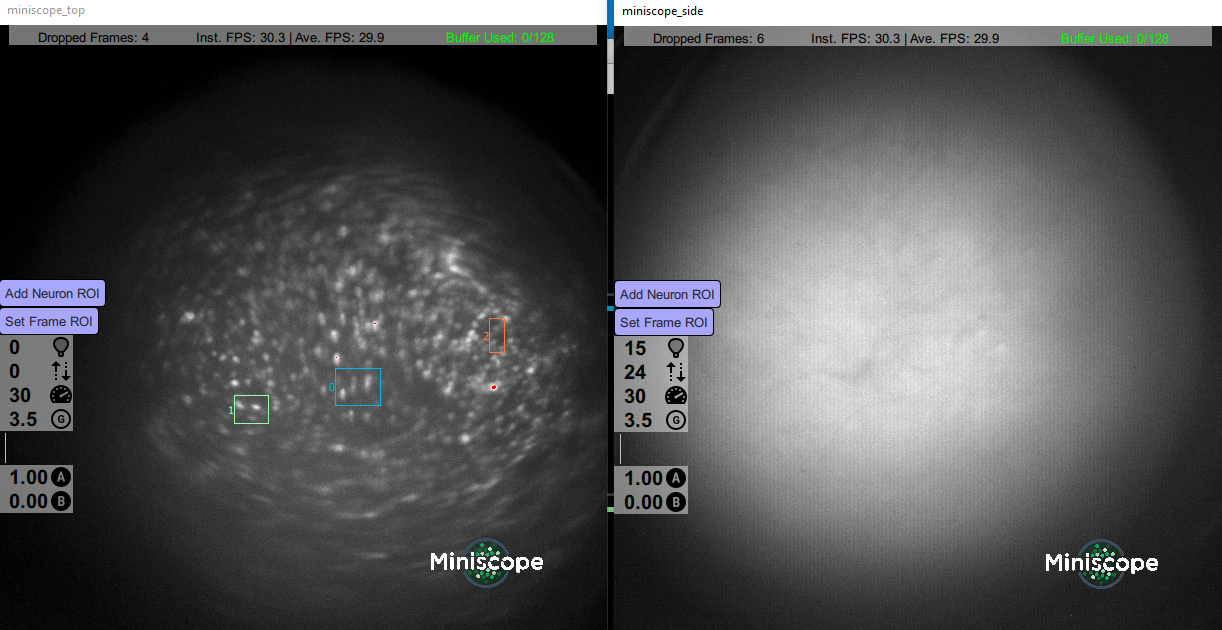 miniscope_top
Dropped Frames: 4 Inst. FPS: 30.3 | Ave. FPS: 29.9 Buffer Used: 0/128
Add Neuron ROI
Set Frame ROI
0
0
30
3.5 G
1.00 A
0.00 B
0
1
2
Miniscope
miniscope_side
Dropped Frames: 6 Inst. FPS: 30.3 | Ave. FPS: 29.9 Buffer Used: 0/128
Add Neuron ROI
Set Frame ROI
15
24
30
3.5 G
1.00 A
0.00 B
Miniscope